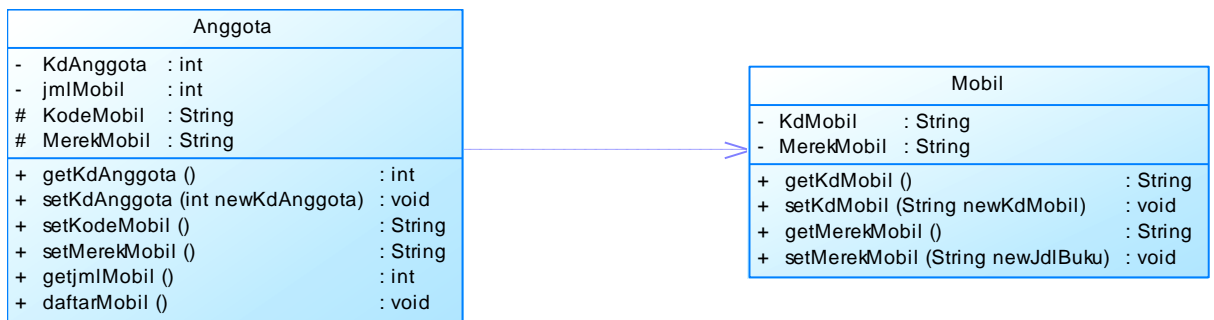 Anggota
- KdAnggota : int
- jmlMobil : int
# KodeMobil : String
# MerekMobil : String
+ getKdAnggota () : int
+ setKdAnggota (int newKdAnggota) : void
+ setKodeMobil () : String
+ setMerekMobil () : String
+ getjmlMobil () : int
+ daftarMobil () : void
Mobil
- KdMobil : String
- MerekMobil : String
+ getKdMobil () : String
+ setKdMobil (String newKdMobil) : void
+ getMerekMobil () : String
+ setMerekMobil (String newJdlBuku) : void